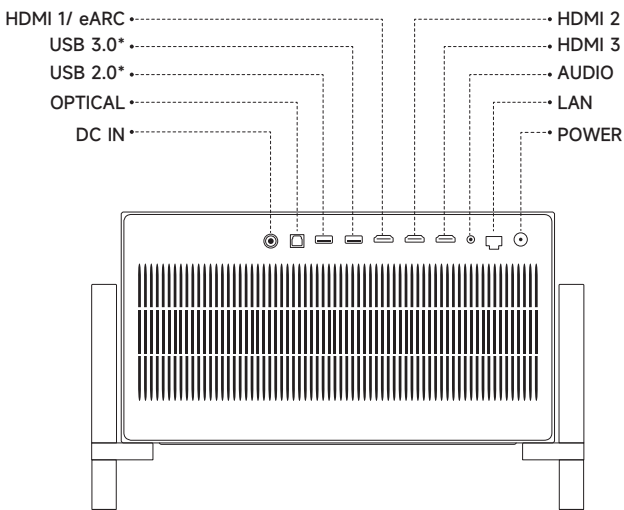 HDMI 1/ eARC
USB 3.0*
USB 2.0*
OPTICAL
DC IN
HDMI 2
HDMI 3
AUDIO
LAN
POWER